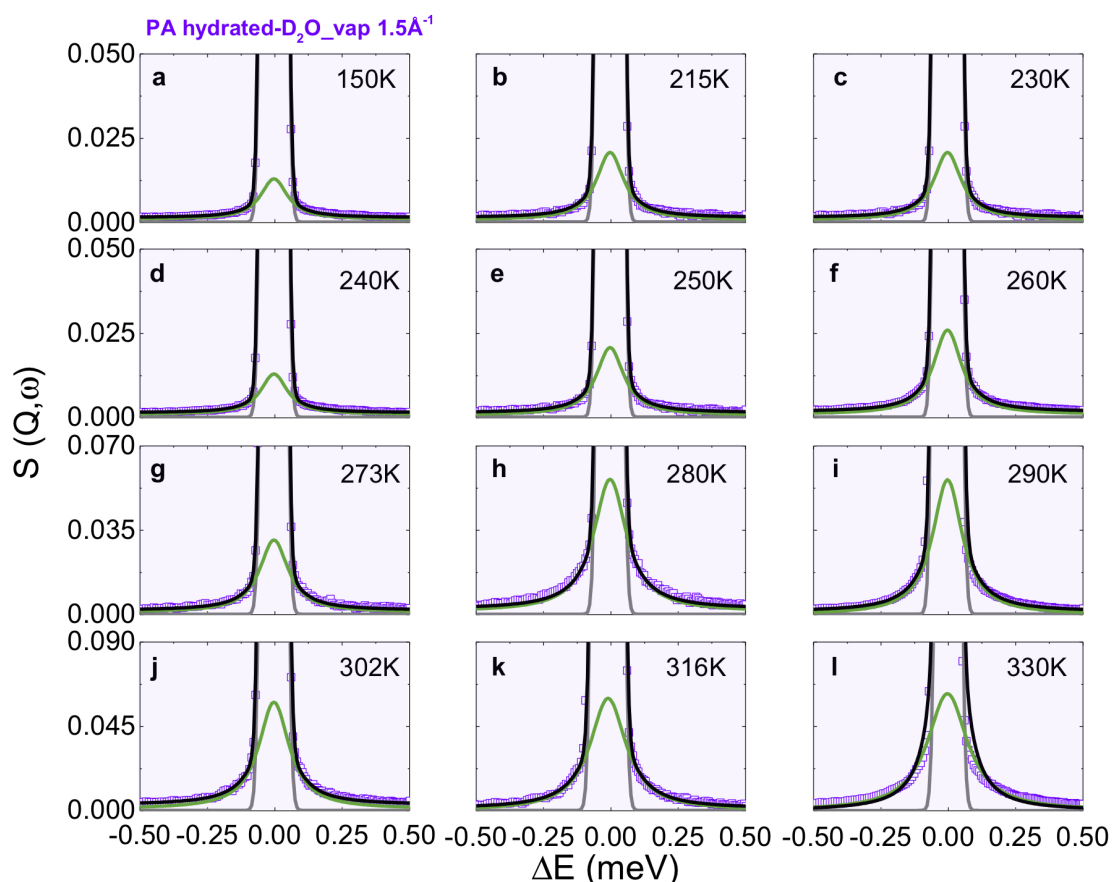 PA hydrated-D₂O_vap 1.5Å⁻¹
0.050
0.025
0.000
a
150K
b
215K
c
230K
0.050
0.025
0.000
d
240K
e
250K
f
260K
S (Q,ω)
0.070
0.035
0.000
g
273K
h
280K
i
290K
0.090
0.045
0.000
j
302K
k
316K
l
330K
-0.50 -0.25 0.00 0.25 0.50
-0.50 -0.25 0.00 0.25 0.50
-0.50 -0.25 0.00 0.25 0.50
ΔE (meV)